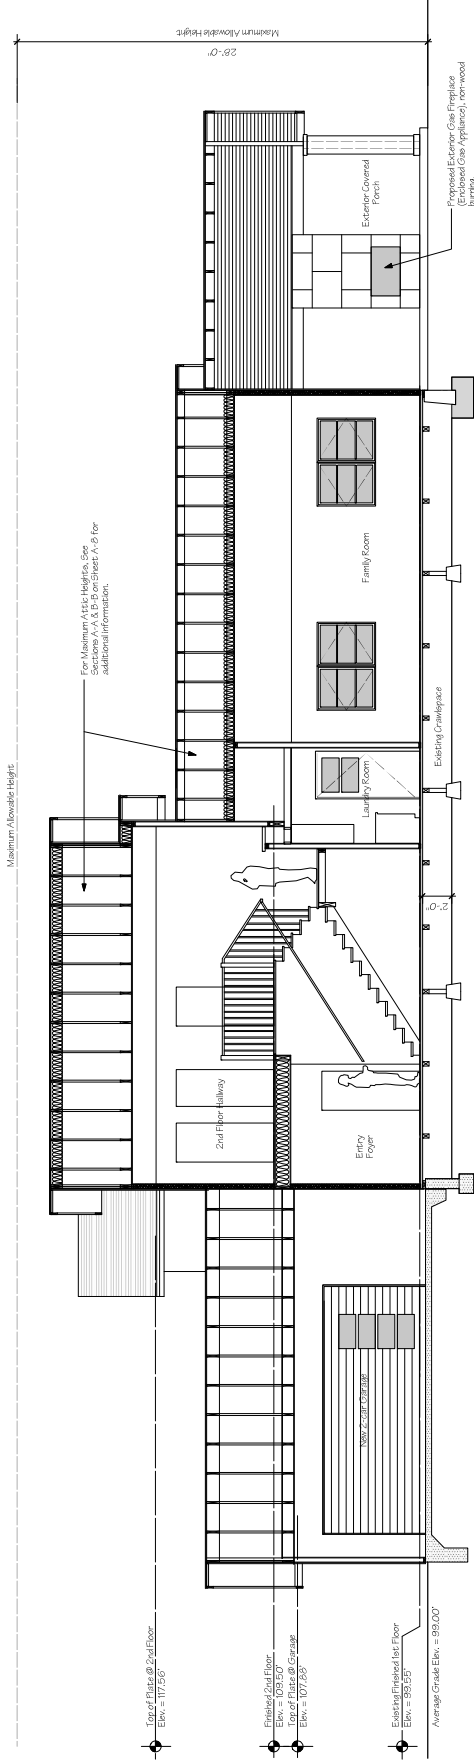 Maximum Allowable Height
28'-0"
Maximum Allowable Height
For Maximum Attic Heights, See
Sections A-A & B-B on Sheet A-8 for
additional information.
Proposed Exterior Gas Fireplace
(Enclosed Gas Appliance), non-wood
burring.
Exterior Covered
Porch
Family Room
Laundry Room
Existing Crawlspace
2'-0"
2nd Floor Hallway
Entry
Foyer
New 2-car Garage
Top of Plate @ 2nd Floor
Elev. = 117.56'
Finished 2nd Floor
Elev. = 109.50'
Top of Plate @ Garage
Elev. = 107.88'
Existing Finished 1st Floor
Elev. = 99.55'
Average Grade Elev. = 99.00'